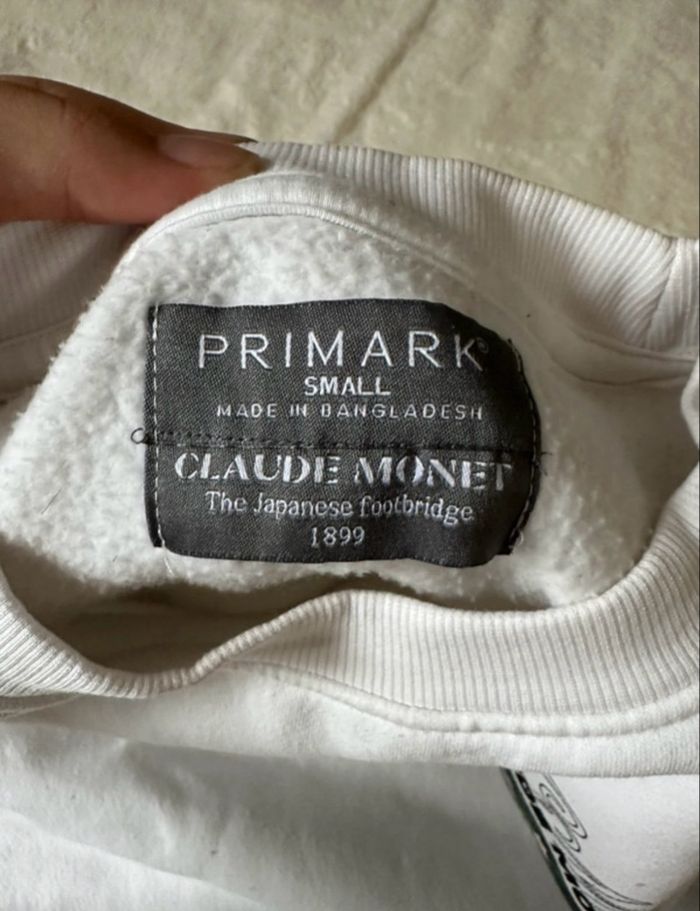 PRIMARK®
SMALL
MADE IN BANGLADESH
CLAUDE MONET
The Japanese footbridge
1899